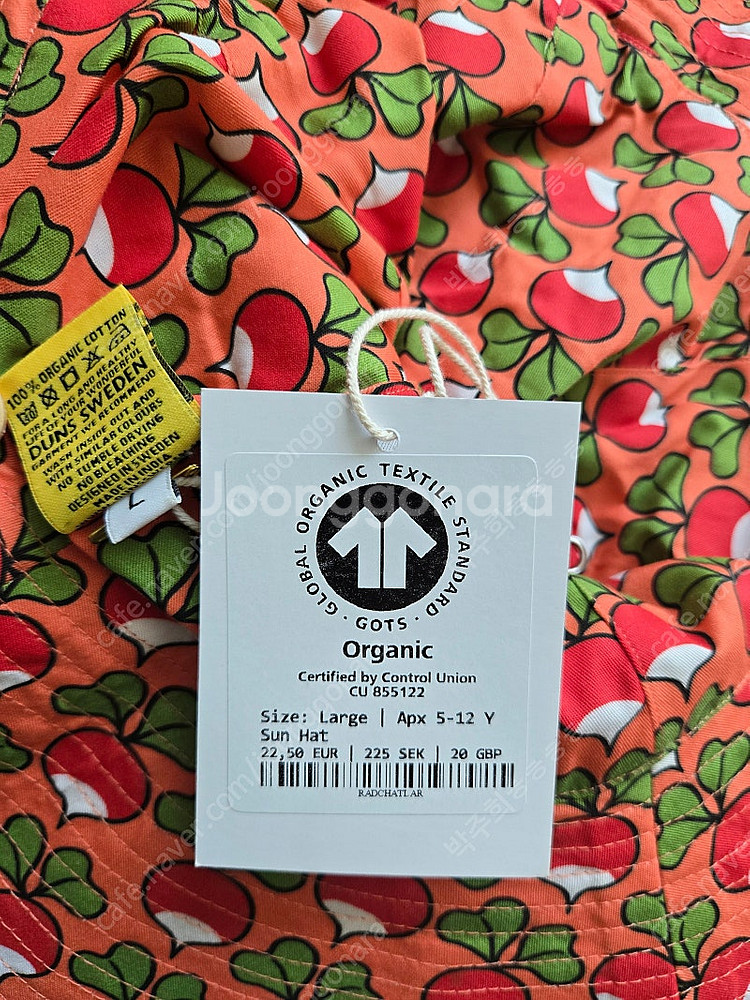 100% ORGANIC COTTON
FOR A LONG AND HEALTHY
LIFE OF YOUR WONDERFUL
DUNS SWEDEN
GARMENT WE RECOMMEND
WASH INSIDE OUT AND
WITH SIMILAR COLOURS
NO TUMBLE DRYING
NO BLEACHING
DESIGNED IN SWEDEN
MADE IN INDIA
L
Joonggonara
GLOBAL ORGANIC TEXTILE STANDARD · GOTS ·
Organic
Certified by Control Union
CU 855122
Size: Large | Apx 5-12 Y
Sun Hat
22,50 EUR | 225 SEK | 20 GBP
RADCHATLAR